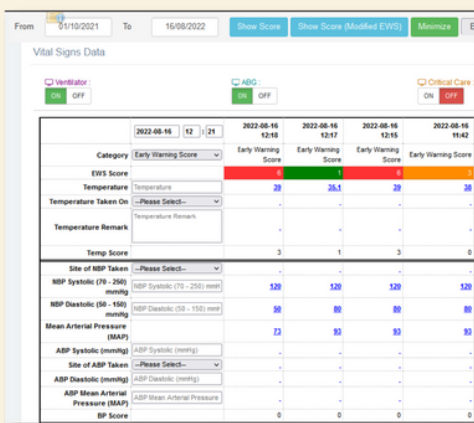 From 01/10/2021 To 16/08/2022 Show Score Show Score (Modified EWS) Minimize E
Vital Signs Data
Ventilator : ABG : Critical Care :
ON OFF ON OFF ON OFF
2022-08-16 12 : 21 2022-08-16 12:18 2022-08-16 12:17 2022-08-16 12:15 2022-08-16 11:42
Category Early Warning Score Early Warning Score Early Warning Score Early Warning Score Early Warning Score
EWS Score 6 1 6 3
Temperature Temperature 39 35.1 39 38
Temperature Taken On --Please Select-- - - - -
Temperature Remark Temperature Remark - - - -
Temp Score 3 1 3 0
Site of NBP Taken --Please Select-- - - - -
NBP Systolic (70 - 250) mmHg NBP Systolic (70 - 250) mmH 120 120 120 120
NBP Diastolic (50 - 150) mmHg NBP Diastolic (50 - 150) mmH 50 80 80 80
Mean Arterial Pressure (MAP) 73 93 93 93
ABP Systolic (mmHg) ABP Systolic (mmHg) - - - -
Site of ABP Taken --Please Select-- - - - -
ABP Diastolic (mmHg) ABP Diastolic (mmHg) - - - -
ABP Mean Arterial Pressure (MAP) ABP Mean Arterial Pressure - - - -
BP Score 0 0 0 0